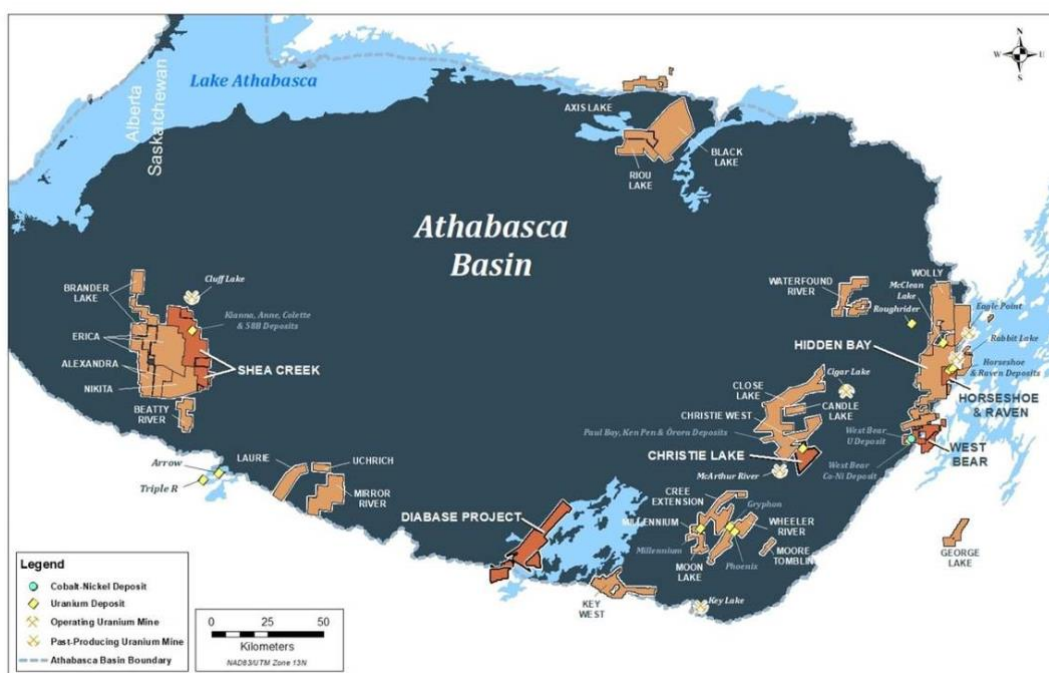 Lake Athabasca
Alberta
Saskatchewan
N
W
E
S
AXIS LAKE
BLACK
LAKE
RIOU
LAKE
Athabasca
Basin
BRANDER
LAKE
Cluff Lake
Kianna, Anne, Colette
& 58B Deposits
ERICA
ALEXANDRA
NIKITA
SHEA CREEK
BEATTY
RIVER
WATERFOUND
RIVER
WOLLY
McClean
Lake
Roughrider
Eagle Point
Rabbit Lake
HIDDEN BAY
Horseshoe
& Raven Deposits
HORSESHOE
& RAVEN
Cigar Lake
CLOSE
LAKE
CANDLE
LAKE
CHRISTIE WEST
Paul Bay, Ken Pen & Ōrora Deposits
CHRISTIE LAKE
McArthur River
West Bear
U Deposit
WEST
BEAR
West Bear
Co-Ni Deposit
Arrow
Triple R
LAURIE
UCHRICH
MIRROR
RIVER
DIABASE PROJECT
CREE
EXTENSION
Gryphon
MILLENNIUM
WHEELER
RIVER
Millennium
Phoenix
MOON
LAKE
MOORE
TOMBLIN
GEORGE
LAKE
KEY
WEST
Key Lake
Legend
Cobalt-Nickel Deposit
Uranium Deposit
Operating Uranium Mine
Past-Producing Uranium Mine
Athabasca Basin Boundary
0 25 50
Kilometers
NAD83/UTM Zone 13N